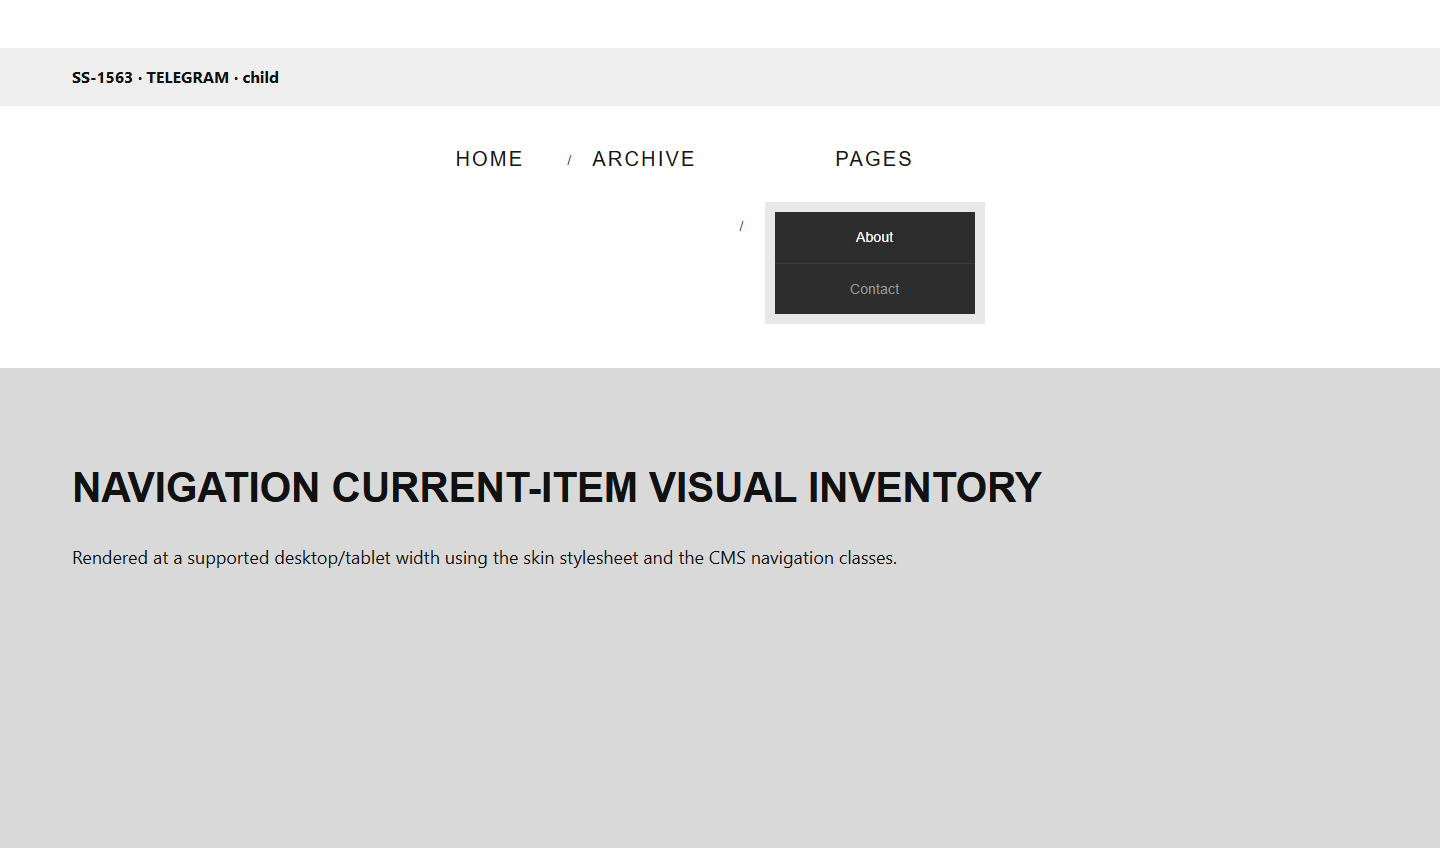 SS-1563 · TELEGRAM · child
HOME / ARCHIVE PAGES
/
About
Contact
NAVIGATION CURRENT-ITEM VISUAL INVENTORY
Rendered at a supported desktop/tablet width using the skin stylesheet and the CMS navigation classes.